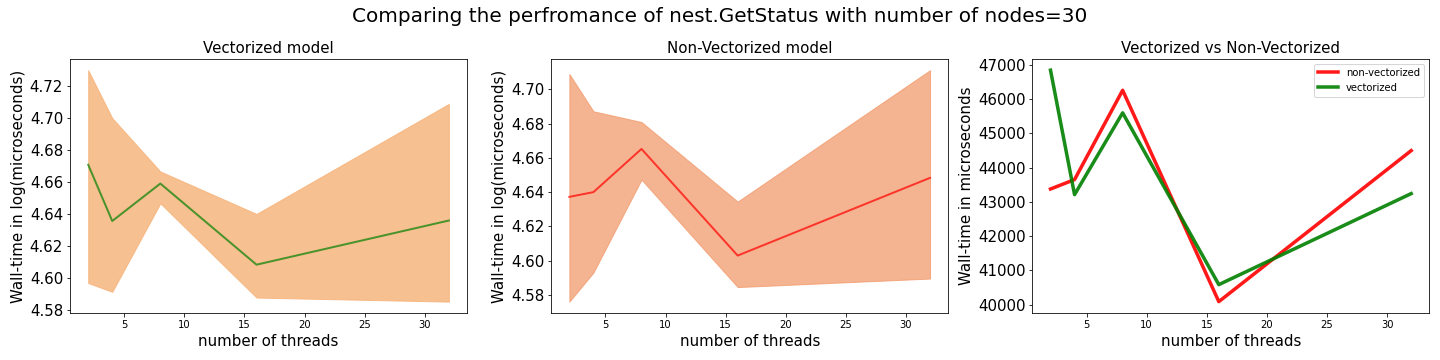 Comparing the perfromance of nest.GetStatus with number of nodes=30
Vectorized model
Wall-time in log(microseconds)
4.72
4.70
4.68
4.66
4.64
4.62
4.60
4.58
5 10 15 20 25 30
number of threads
Non-Vectorized model
Wall-time in log(microseconds)
4.70
4.68
4.66
4.64
4.62
4.60
4.58
5 10 15 20 25 30
number of threads
Vectorized vs Non-Vectorized
Wall-time in microseconds
47000
46000
45000
44000
43000
42000
41000
40000
non-vectorized
vectorized
5 10 15 20 25 30
number of threads